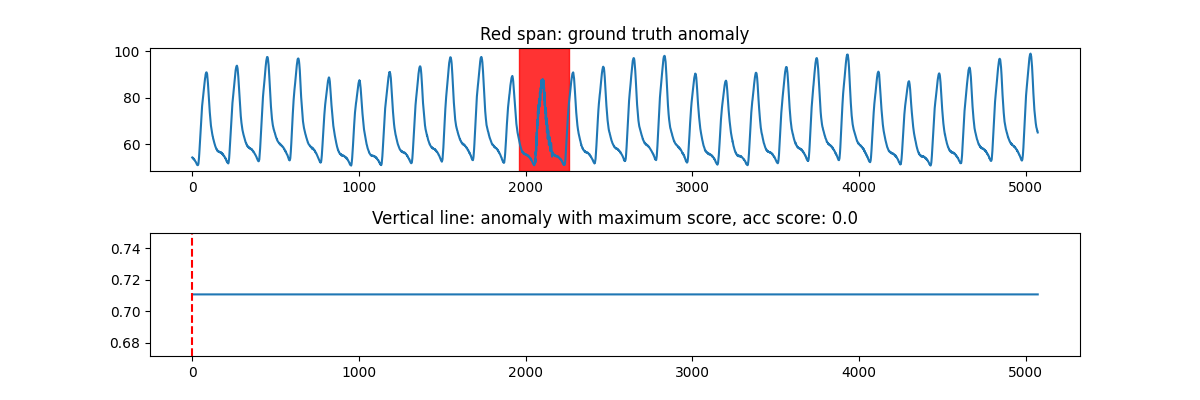 Red span: ground truth anomaly
100
80
60
0 1000 2000 3000 4000 5000
Vertical line: anomaly with maximum score, acc score: 0.0
0.74
0.72
0.70
0.68
0 1000 2000 3000 4000 5000